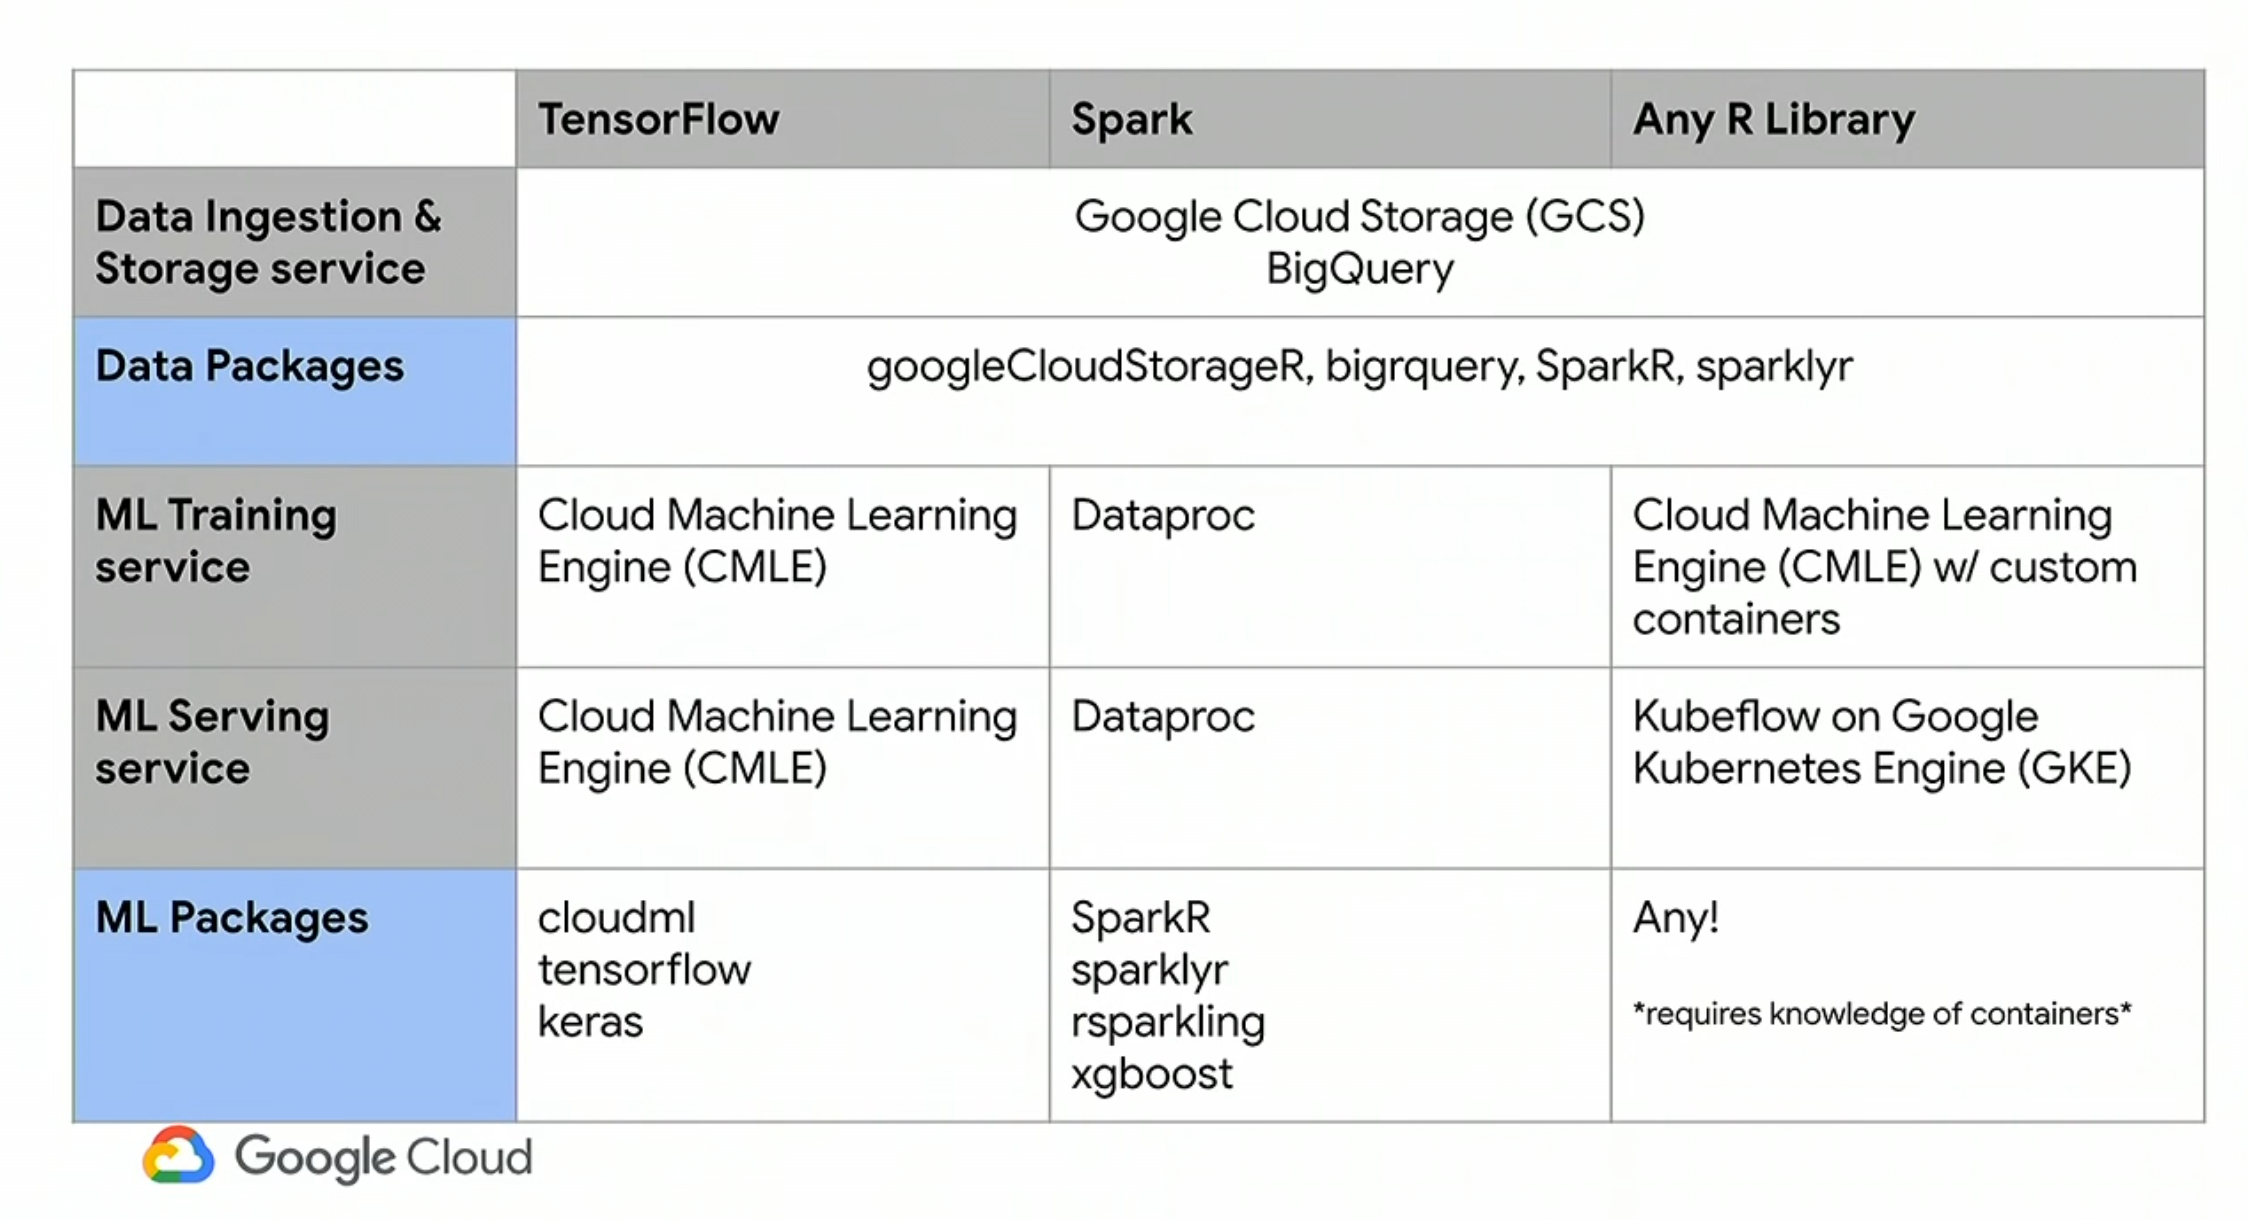 TensorFlow
Spark
Any R Library
Data Ingestion &
Storage service
Google Cloud Storage (GCS)
BigQuery
Data Packages
googleCloudStorageR, bigrquery, SparkR, sparklyr
ML Training
service
Cloud Machine Learning
Engine (CMLE)
Dataproc
Cloud Machine Learning
Engine (CMLE) w/ custom
containers
ML Serving
service
Cloud Machine Learning
Engine (CMLE)
Dataproc
Kubeflow on Google
Kubernetes Engine (GKE)
ML Packages
cloudml
tensorflow
keras
SparkR
sparklyr
rsparkling
xgboost
Any!
*requires knowledge of containers*
Google Cloud